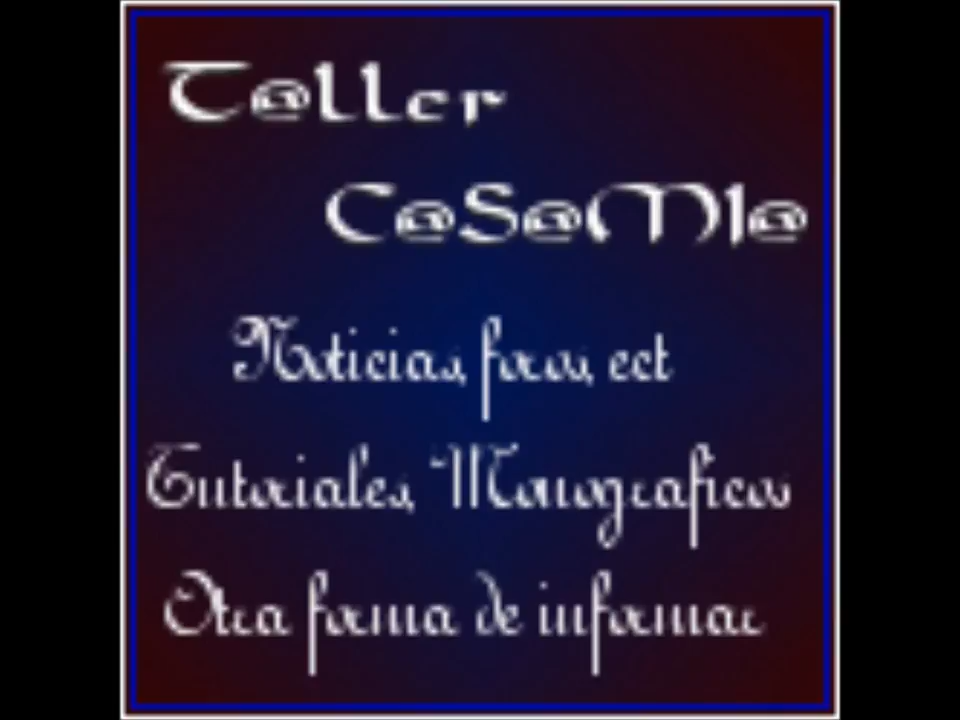 T@ller
C@S@MI@
Noticias, foros, ect
Tutoriales, Monograficos
Otra forma de informar